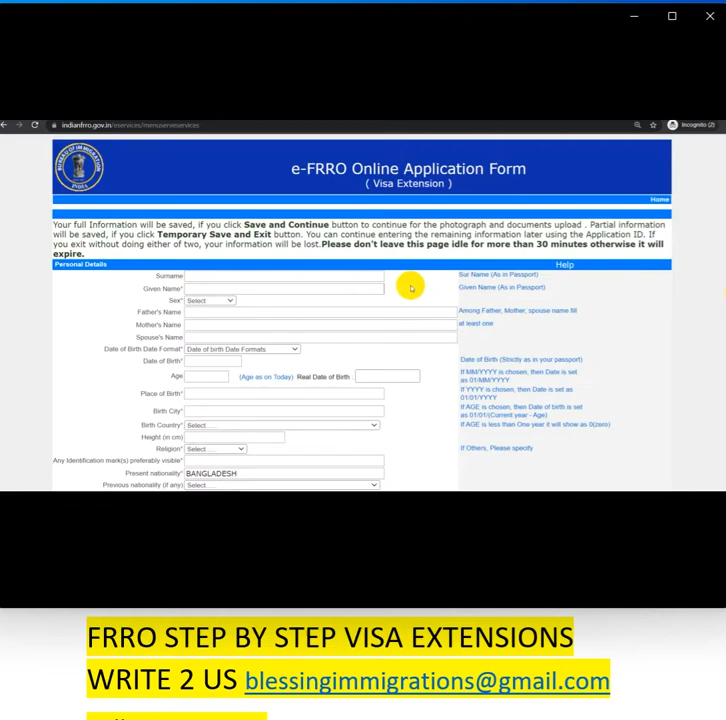 indianfrro.gov.in/eservices/menuserveservices
Incognito (2)
BUREAU OF IMMIGRATION
INDIA
e-FRRO Online Application Form
( Visa Extension )
Home
Your full Information will be saved, if you click Save and Continue button to continue for the photograph and documents upload . Partial information
will be saved, if you click Temporary Save and Exit button. You can continue entering the remaining information later using the Application ID. If
you exit without doing either of two, your information will be lost.Please don't leave this page idle for more than 30 minutes otherwise it will
expire.
Personal Details Help
Surname Sur Name (As in Passport)
Given Name* Given Name (As in Passport)
Sex* Select
Father's Name Among Father, Mother, spouse name fill
Mother's Name at least one
Spouse's Name
Date of Birth Date Format* Date of birth Date Formats
Date of Birth* Date of Birth (Strictly as in your passport)
Age (Age as on Today) Real Date of Birth If MM/YYYY is chosen, then Date is set
as 01/MM/YYYY
Place of Birth* If YYYY is chosen, then Date is set as
01/01/YYYY
Birth City* If AGE is chosen, then Date of birth is set
as 01/01/(Current year - Age)
Birth Country* Select...... If AGE is less than One year it will show as 0(zero)
Height (in cm)
Religion* Select ...... If Others, Please specify
Any Identification mark(s) preferably visible*
Present nationality* BANGLADESH
Previous nationality (if any) Select......
FRRO STEP BY STEP VISA EXTENSIONS
WRITE 2 US blessingimmigrations@gmail.com